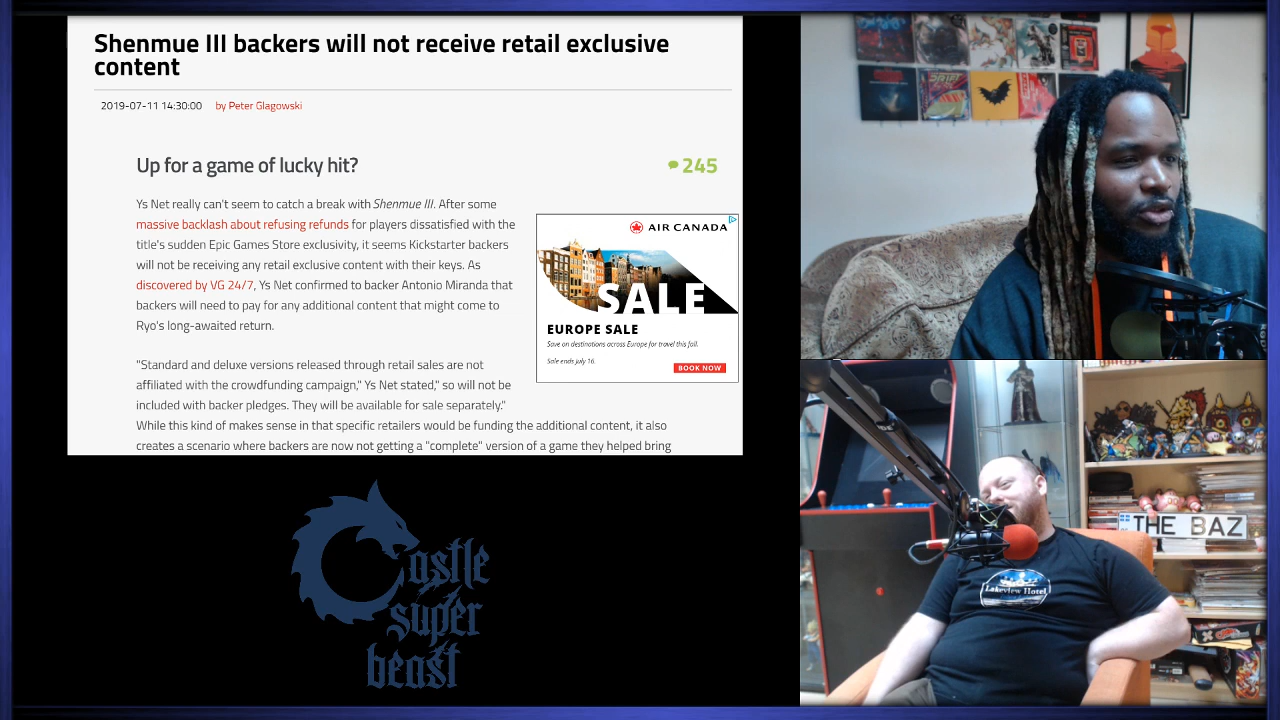 Shenmue III backers will not receive retail exclusive
content
2019-07-11 14:30:00 by Peter Glagowski
Up for a game of lucky hit?
245
Ys Net really can't seem to catch a break with Shenmue III. After some
massive backlash about refusing refunds for players dissatisfied with the
title's sudden Epic Games Store exclusivity, it seems Kickstarter backers
will not be receiving any retail exclusive content with their keys. As
discovered by VG 24/7, Ys Net confirmed to backer Antonio Miranda that
backers will need to pay for any additional content that might come to
Ryo's long-awaited return.
"Standard and deluxe versions released through retail sales are not
affiliated with the crowdfunding campaign," Ys Net stated," so will not be
included with backer pledges. They will be available for sale separately."
While this kind of makes sense in that specific retailers would be funding the additional content, it also
creates a scenario where backers are now not getting a "complete" version of a game they helped bring
AIR CANADA
SALE
EUROPE SALE
Save on destinations across Europe for travel this fall.
Sale ends July 16.
BOOK NOW
Castle
super
beast
THE BAZ
Lakeview Hotel